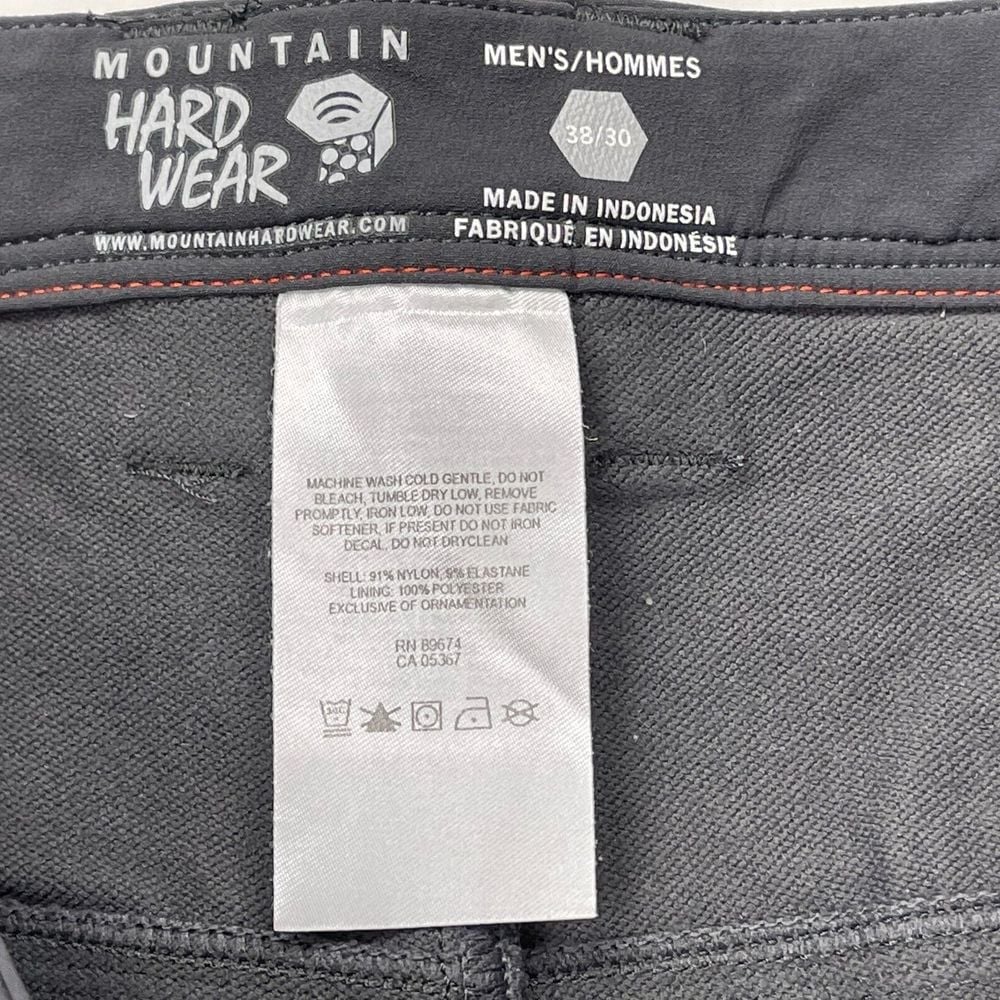 MOUNTAIN
HARD
WEAR
WWW.MOUNTAINHARDWEAR.COM
MEN'S/HOMMES
38/30
MADE IN INDONESIA
FABRIQUÉ EN INDONÉSIE
MACHINE WASH COLD GENTLE, DO NOT
BLEACH, TUMBLE DRY LOW, REMOVE
PROMPTLY, IRON LOW, DO NOT USE FABRIC
SOFTENER, IF PRESENT DO NOT IRON
DECAL, DO NOT DRYCLEAN
SHELL: 91% NYLON, 9% ELASTANE
LINING: 100% POLYESTER
EXCLUSIVE OF ORNAMENTATION
RN 89674
CA 05367
30C